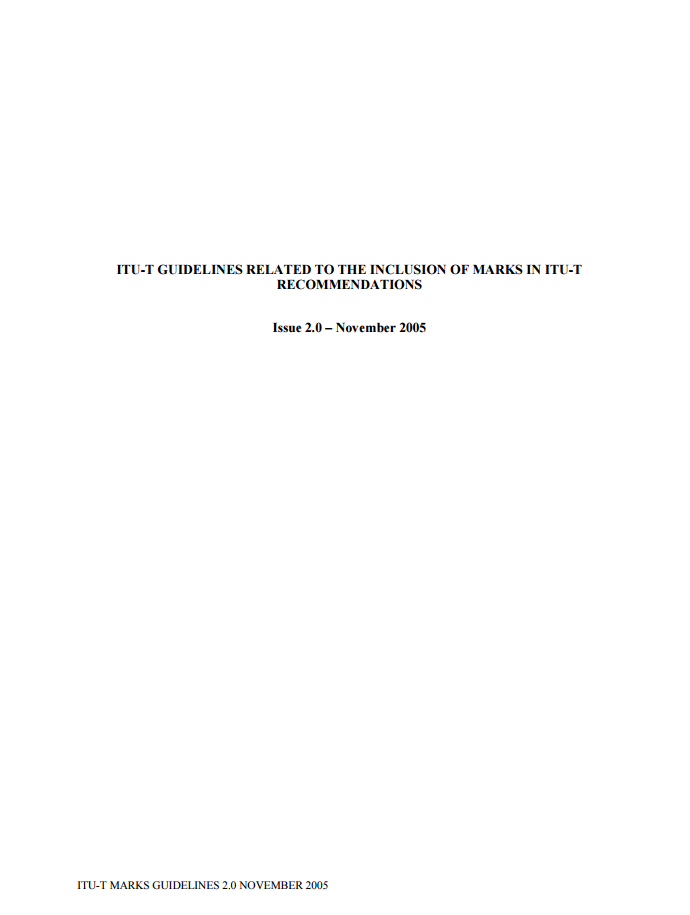 ITU-T GUIDELINES RELATED TO THE INCLUSION OF MARKS IN ITU-T
RECOMMENDATIONS
Issue 2.0 – November 2005
ITU-T MARKS GUIDELINES 2.0 NOVEMBER 2005